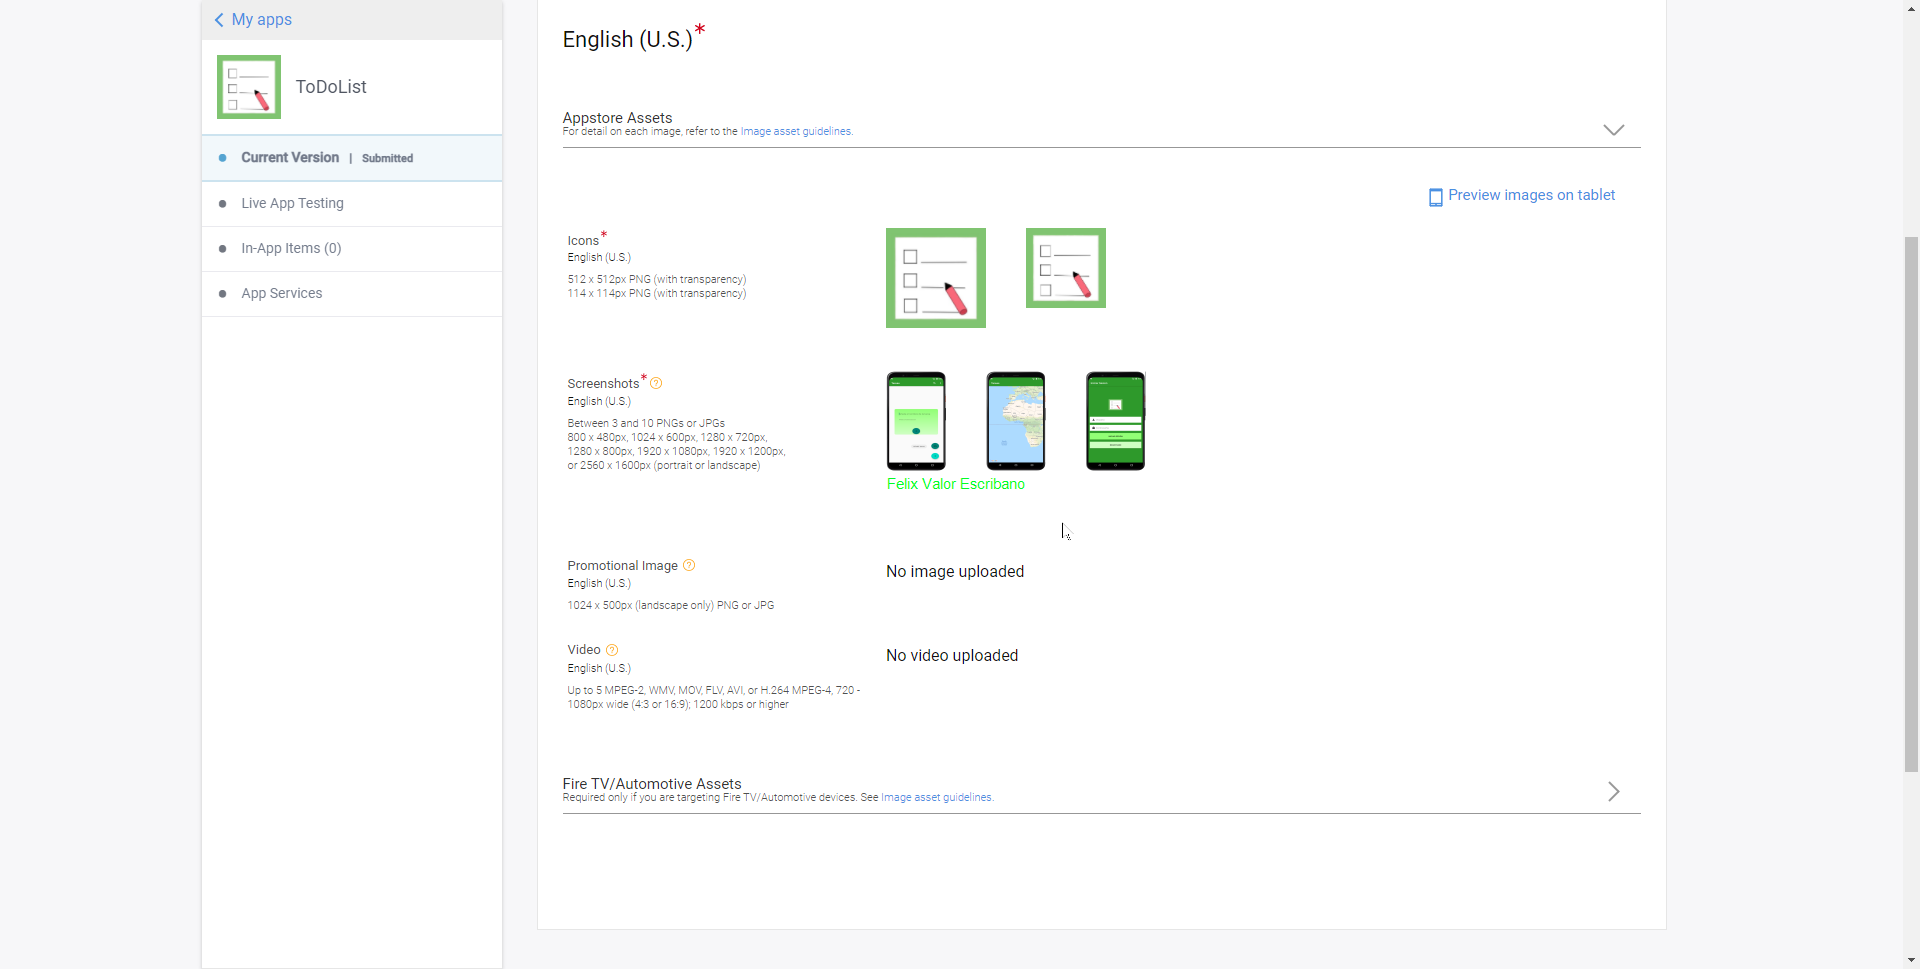 My apps
ToDoList
Current Version | Submitted
Live App Testing
In-App Items (0)
App Services
English (U.S.)*
Appstore Assets
For detail on each image, refer to the Image asset guidelines.
Preview images on tablet
Icons*
English (U.S.)
512 x 512px PNG (with transparency)
114 x 114px PNG (with transparency)
Screenshots* ?
English (U.S.)
Between 3 and 10 PNGs or JPGs
800 x 480px, 1024 x 600px, 1280 x 720px,
1280 x 800px, 1920 x 1080px, 1920 x 1200px,
or 2560 x 1600px (portrait or landscape)
Felix Valor Escribano
Promotional Image ?
English (U.S.)
1024 x 500px (landscape only) PNG or JPG
No image uploaded
Video ?
English (U.S.)
Up to 5 MPEG-2, WMV, MOV, FLV, AVI, or H.264 MPEG-4, 720 -
1080px wide (4:3 or 16:9); 1200 kbps or higher
No video uploaded
Fire TV/Automotive Assets
Required only if you are targeting Fire TV/Automotive devices. See Image asset guidelines.